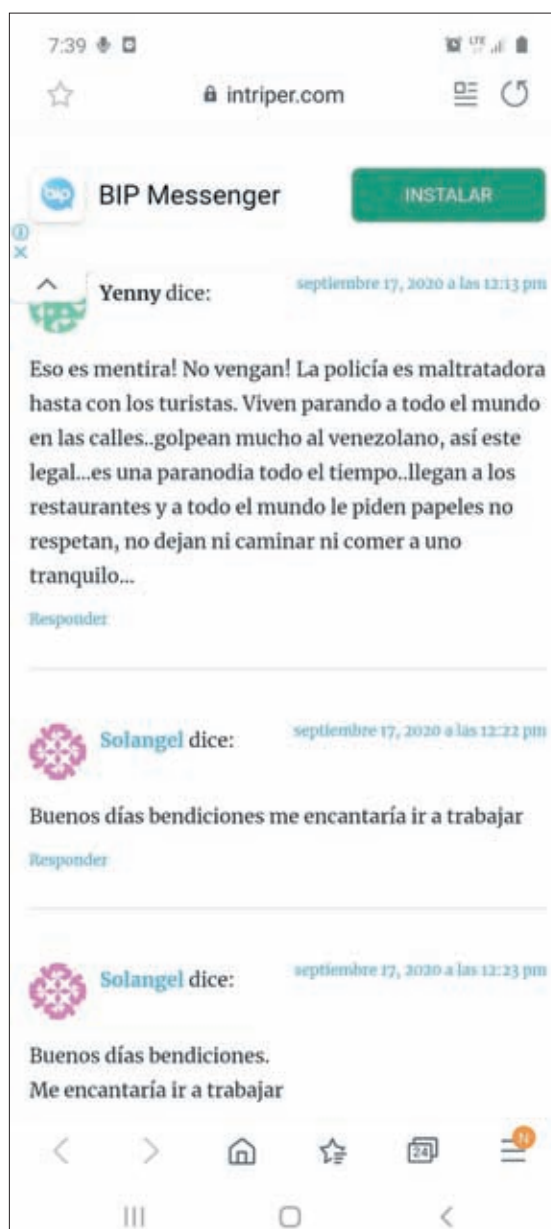 7:39
LTE
intriper.com
bip
BIP Messenger
INSTALAR
Yenny dice:
septiembre 17, 2020 a las 12:13 pm
Eso es mentira! No vengan! La policía es maltratadora
hasta con los turistas. Viven parando a todo el mundo
en las calles..golpean mucho al venezolano, así este
legal...es una paranodia todo el tiempo..llegan a los
restaurantes y a todo el mundo le piden papeles no
respetan, no dejan ni caminar ni comer a uno
tranquilo...
Responder
Solangel dice:
septiembre 17, 2020 a las 12:22 pm
Buenos días bendiciones me encantaría ir a trabajar
Responder
Solangel dice:
septiembre 17, 2020 a las 12:23 pm
Buenos días bendiciones.
Me encantaría ir a trabajar
24
N